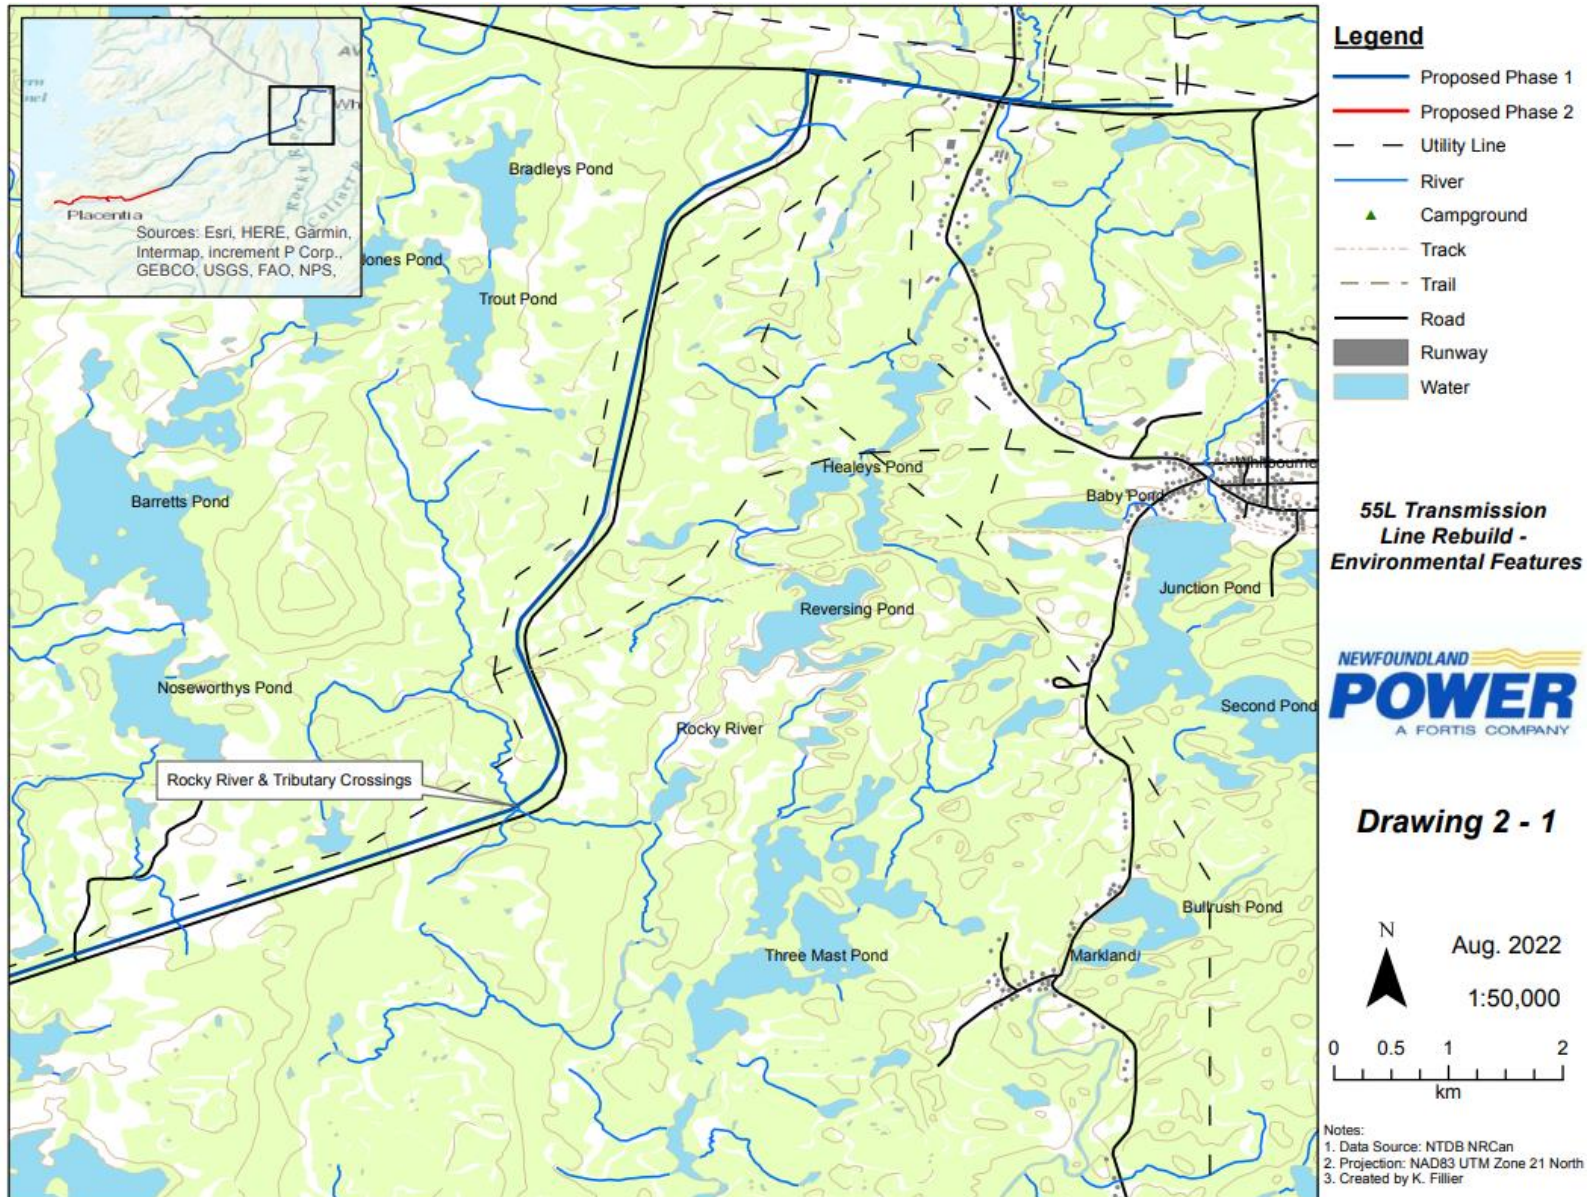 AV
Wh
Rocky River
Placentia
Sources: Esri, HERE, Garmin,
Intermap, increment P Corp.,
GEBCO, USGS, FAO, NPS,
Bradleys Pond
Jones Pond
Trout Pond
Barretts Pond
Healeys Pond
Whitbourne
Baby Pond
Junction Pond
Reversing Pond
Noseworthys Pond
Second Pond
Rocky River
Rocky River & Tributary Crossings
Bullrush Pond
Three Mast Pond
Markland
Legend
Proposed Phase 1
Proposed Phase 2
Utility Line
River
Campground
Track
Trail
Road
Runway
Water
55L Transmission
Line Rebuild -
Environmental Features
NEWFOUNDLAND
POWER
A FORTIS COMPANY
Drawing 2 - 1
N
Aug. 2022
1:50,000
0 0.5 1 2
km
Notes:
1. Data Source: NTDB NRCan
2. Projection: NAD83 UTM Zone 21 North
3. Created by K. Fillier